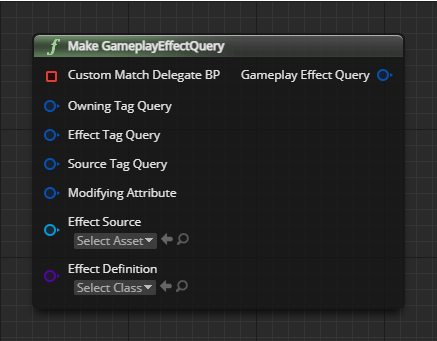 Make GameplayEffectQuery
Custom Match Delegate BP Gameplay Effect Query
Owning Tag Query
Effect Tag Query
Source Tag Query
Modifying Attribute
Effect Source
Select Asset
Effect Definition
Select Class